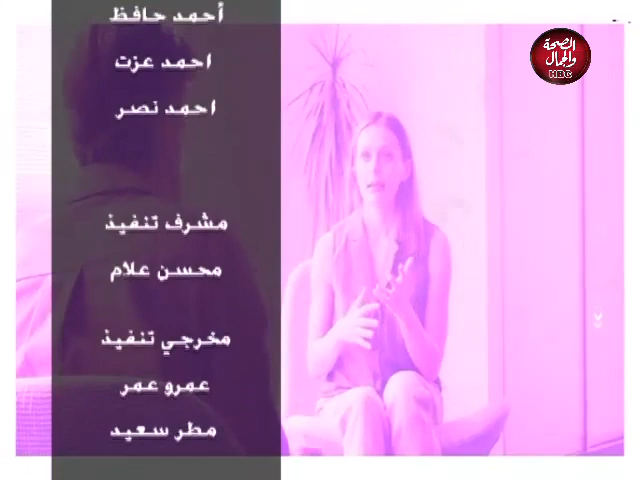 أحمد حافظ
احمد عزت
احمد نصر
مشرف تنفيذ
محسن علام
مخرجي تنفيذ
عمرو عمر
مطر سعيد
الصحة
والجمال
HBC